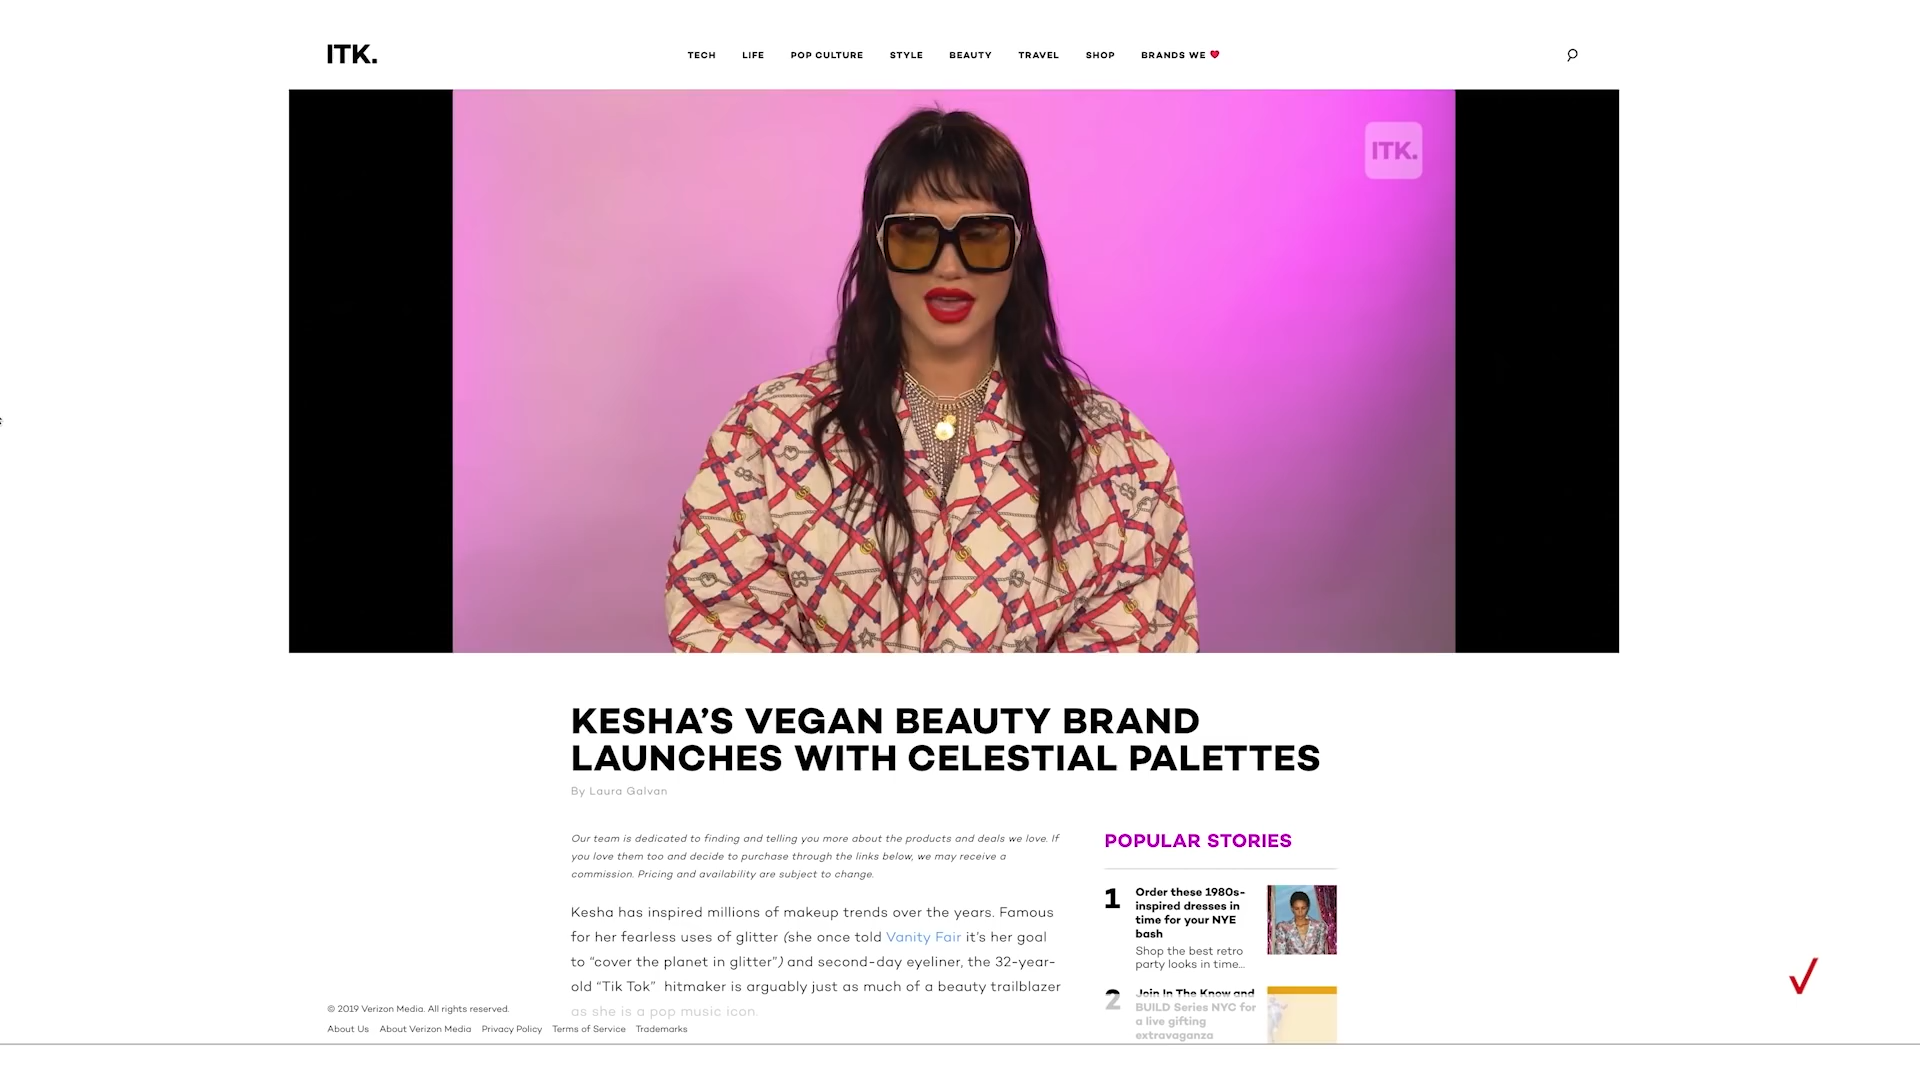 ITK.
TECH LIFE POP CULTURE STYLE BEAUTY TRAVEL SHOP BRANDS WE
ITK.
KESHA’S VEGAN BEAUTY BRAND
LAUNCHES WITH CELESTIAL PALETTES
By Laura Galvan
Our team is dedicated to finding and telling you more about the products and deals we love. If
you love them too and decide to purchase through the links below, we may receive a
commission. Pricing and availability are subject to change.
Kesha has inspired millions of makeup trends over the years. Famous
for her fearless uses of glitter (she once told Vanity Fair it’s her goal
to “cover the planet in glitter”) and second-day eyeliner, the 32-year-
old “Tik Tok” hitmaker is arguably just as much of a beauty trailblazer
as she is a pop music icon.
POPULAR STORIES
1
Order these 1980s-
inspired dresses in
time for your NYE
bash
Shop the best retro
party looks in time...
2
Join In The Know and
BUILD Series NYC for
a live gifting
extravaganza
© 2019 Verizon Media. All rights reserved.
About Us About Verizon Media Privacy Policy Terms of Service Trademarks